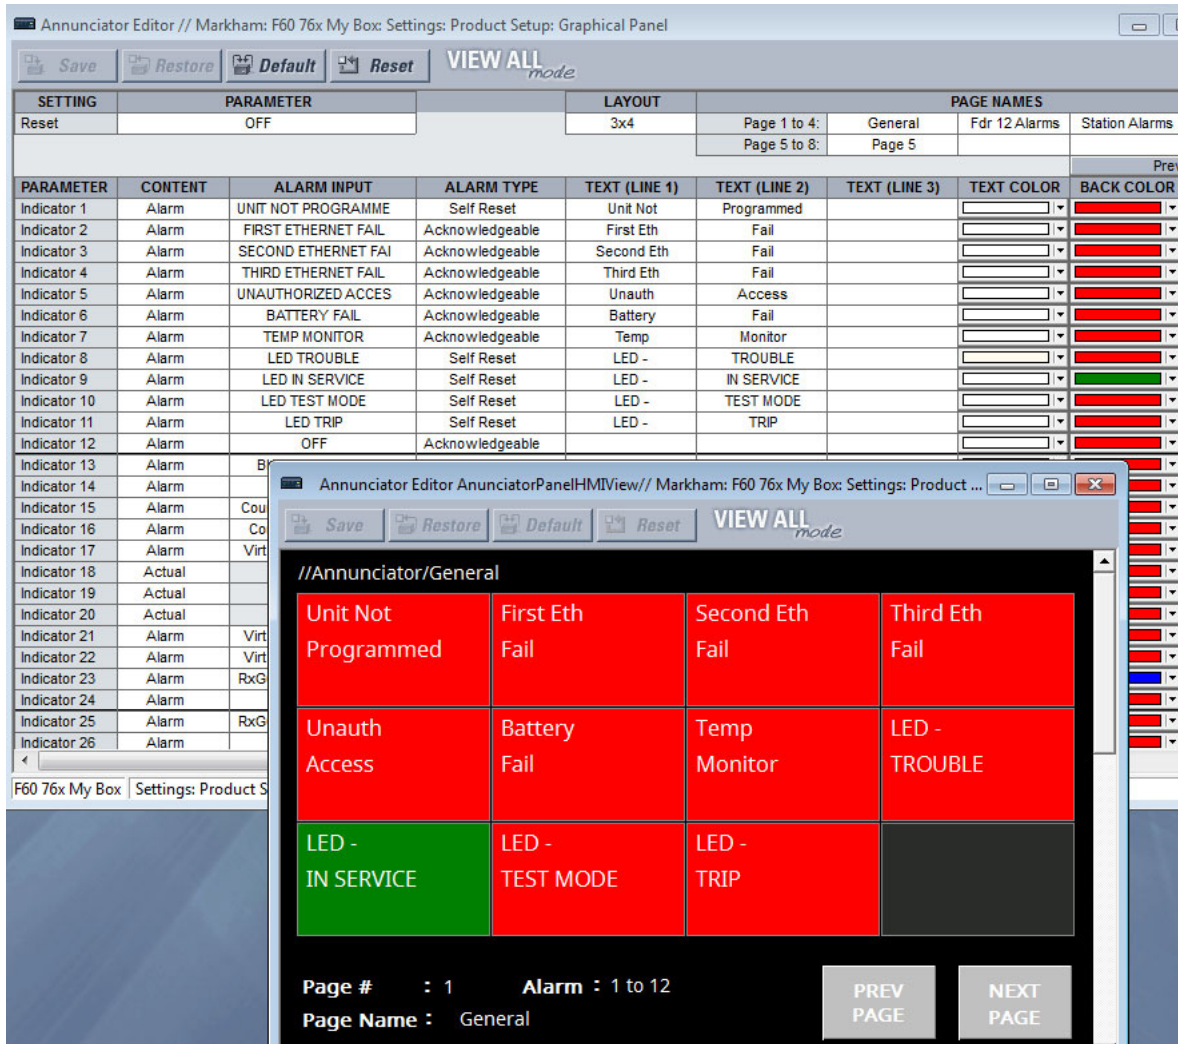 Annunciator Editor // Markham: F60 76x My Box: Settings: Product Setup: Graphical Panel
Save Restore Default Reset VIEW ALL mode
SETTING PARAMETER LAYOUT PAGE NAMES
Reset OFF 3x4 Page 1 to 4: General Fdr 12 Alarms Station Alarms
Page 5 to 8: Page 5
Prev
PARAMETER CONTENT ALARM INPUT ALARM TYPE TEXT (LINE 1) TEXT (LINE 2) TEXT (LINE 3) TEXT COLOR BACK COLOR
Indicator 1 Alarm UNIT NOT PROGRAMME Self Reset Unit Not Programmed
Indicator 2 Alarm FIRST ETHERNET FAIL Acknowledgeable First Eth Fail
Indicator 3 Alarm SECOND ETHERNET FAI Acknowledgeable Second Eth Fail
Indicator 4 Alarm THIRD ETHERNET FAIL Acknowledgeable Third Eth Fail
Indicator 5 Alarm UNAUTHORIZED ACCES Acknowledgeable Unauth Access
Indicator 6 Alarm BATTERY FAIL Acknowledgeable Battery Fail
Indicator 7 Alarm TEMP MONITOR Acknowledgeable Temp Monitor
Indicator 8 Alarm LED TROUBLE Self Reset LED - TROUBLE
Indicator 9 Alarm LED IN SERVICE Self Reset LED - IN SERVICE
Indicator 10 Alarm LED TEST MODE Self Reset LED - TEST MODE
Indicator 11 Alarm LED TRIP Self Reset LED - TRIP
Indicator 12 Alarm OFF Acknowledgeable
Indicator 13 Alarm
Indicator 14 Alarm
Indicator 15 Alarm Cou
Indicator 16 Alarm Co
Indicator 17 Alarm Virt
Indicator 18 Actual
Indicator 19 Actual
Indicator 20 Actual
Indicator 21 Alarm Virt
Indicator 22 Alarm Virt
Indicator 23 Alarm RxG
Indicator 24 Alarm
Indicator 25 Alarm RxG
Indicator 26 Alarm
F60 76x My Box Settings: Product S
Annunciator Editor AnunciatorPanelHMIView// Markham: F60 76x My Box: Settings: Product ...
Save Restore Default Reset VIEW ALL mode
//Annunciator/General
Unit Not First Eth Second Eth Third Eth
Programmed Fail Fail Fail
Unauth Battery Temp LED -
Access Fail Monitor TROUBLE
LED - LED - LED -
IN SERVICE TEST MODE TRIP
Page # : 1 Alarm : 1 to 12 PREV PAGE NEXT PAGE
Page Name : General